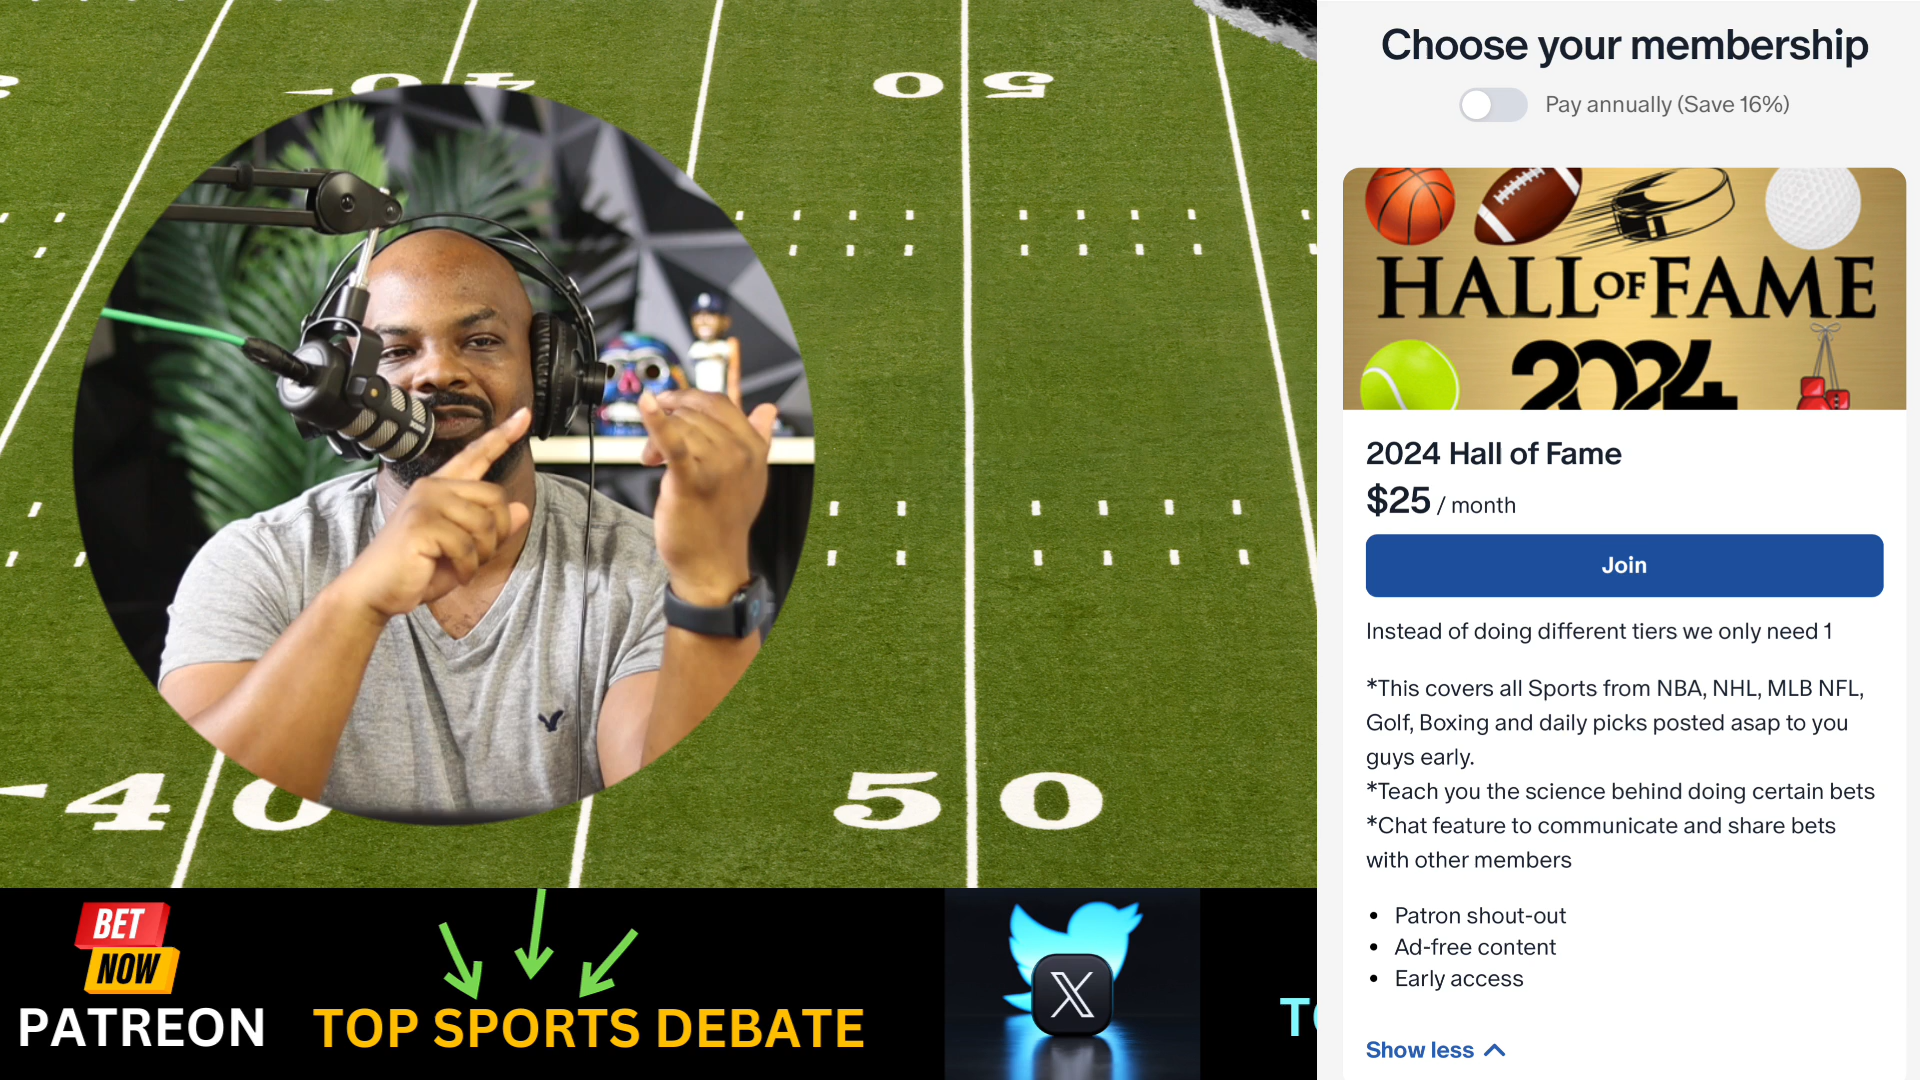 40
50
40
50
BET
NOW
PATREON
TOP SPORTS DEBATE
X
Choose your membership
Pay annually (Save 16%)
HALL OF FAME
2024
2024 Hall of Fame
$25 / month
Join
Instead of doing different tiers we only need 1
*This covers all Sports from NBA, NHL, MLB NFL,
Golf, Boxing and daily picks posted asap to you
guys early.
*Teach you the science behind doing certain bets
*Chat feature to communicate and share bets
with other members
• Patron shout-out
• Ad-free content
• Early access
Show less